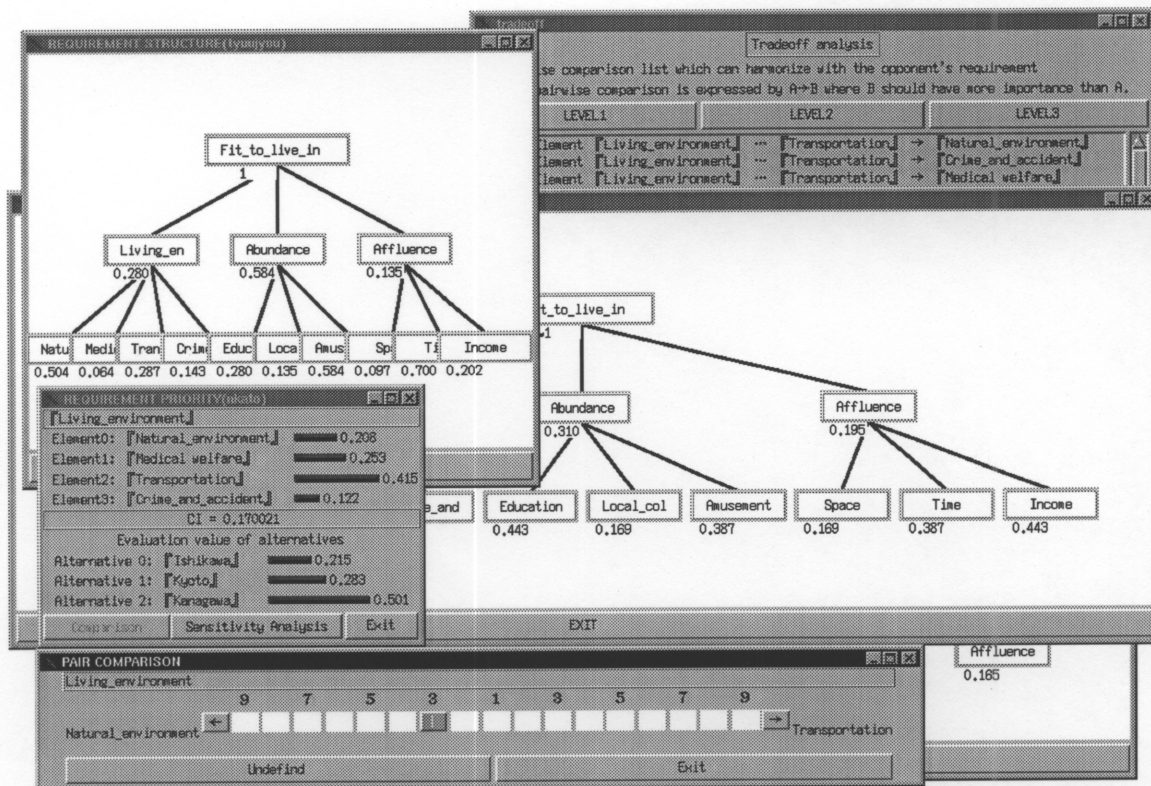 REQUIREMENT STRUCTURE(tyuujyou)
Fit_to_live_in
1
Living_en Abundance Affluence
0.280 0.584 0.135
Natu Medi Tran Crim Educ Loca Amus Sp Ti Income
0.504 0.064 0.287 0.143 0.280 0.135 0.584 0.097 0.700 0.202
tradeoff
Tradeoff analysis
se comparison list which can harmonize with the opponent's requirement
pairwise comparison is expressed by A→B where B should have more importance than A.
LEVEL1 LEVEL2 LEVEL3
Element 『Living_environment』 … 『Transportation』 → 『Natural_environment』
Element 『Living_environment』 … 『Transportation』 → 『Crime_and_accident』
Element 『Living_environment』 … 『Transportation』 → 『Medical welfare』
t_to_live_in
1
Abundance Affluence
0.310 0.195
e_and Education Local_col Amusement Space Time Income
0.443 0.169 0.387 0.169 0.387 0.443
EXIT
REQUIREMENT PRIORITY(nkato)
『Living_environment』
Element0: 『Natural_environment』 0.208
Element1: 『Medical welfare』 0.253
Element2: 『Transportation』 0.415
Element3: 『Crime_and_accident』 0.122
CI = 0.170021
Evaluation value of alternatives
Alternative 0: 『Ishikawa』 0.215
Alternative 1: 『Kyoto』 0.283
Alternative 2: 『Kanagawa』 0.501
Comparison Sensitivity Analysis Exit
PAIR COMPARISON
Living_environment
9 7 5 3 1 3 5 7 9
Natural_environment ← → Transportation
Undefind Exit
Affluence
0.165